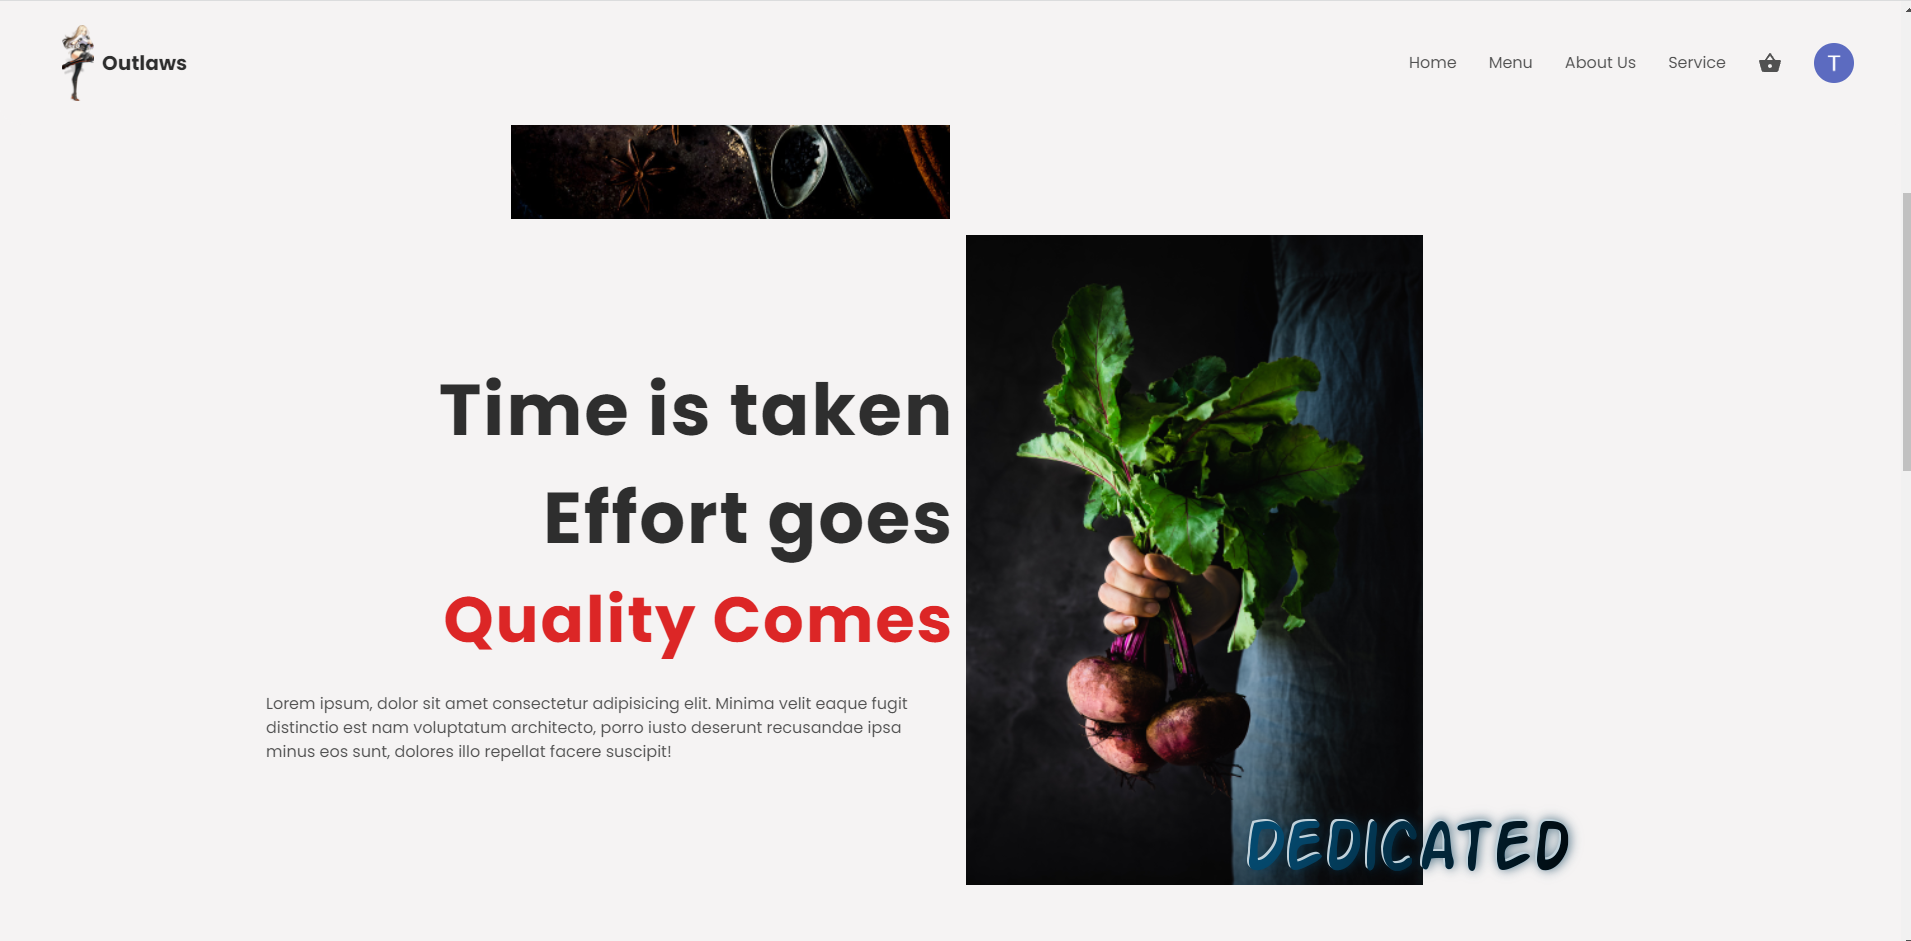 Outlaws
Home Menu About Us Service T
Time is taken
Effort goes
Quality Comes
Lorem ipsum, dolor sit amet consectetur adipisicing elit. Minima velit eaque fugit
distinctio est nam voluptatum architecto, porro iusto deserunt recusandae ipsa
minus eos sunt, dolores illo repellat facere suscipit!
DEDICATED